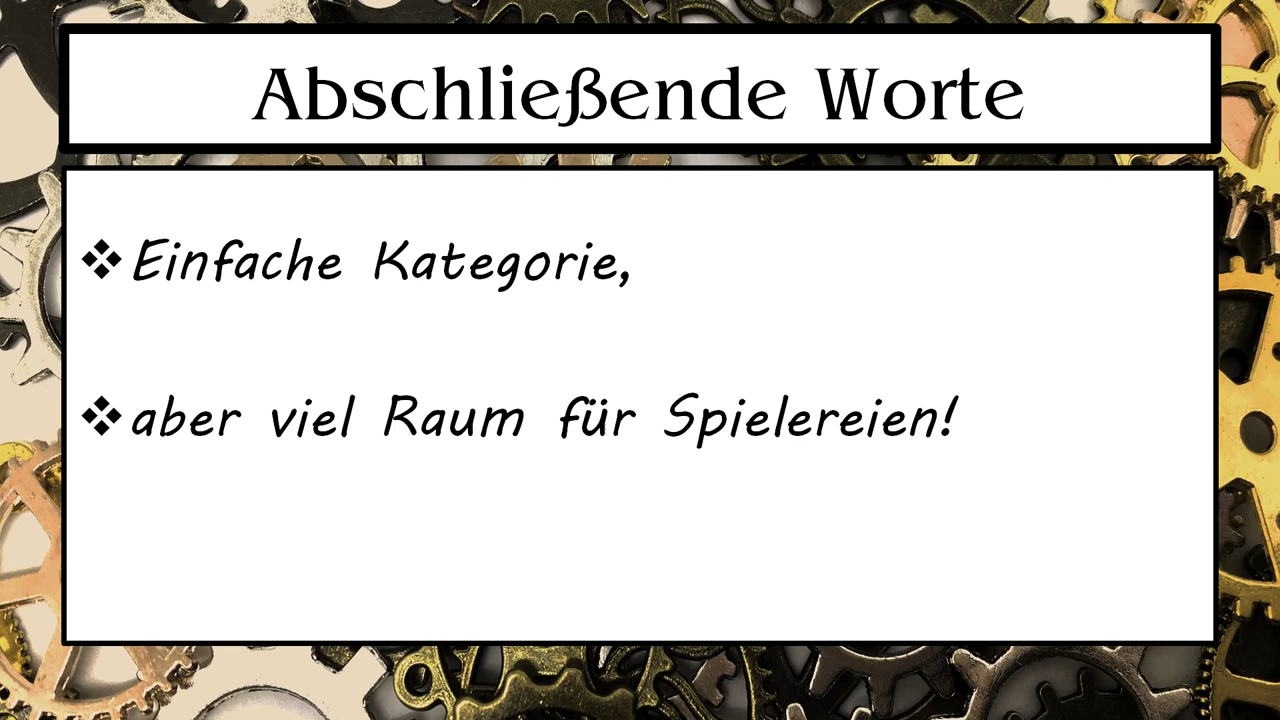 Abschließende Worte
❖Einfache Kategorie,
❖aber viel Raum für Spielereien!